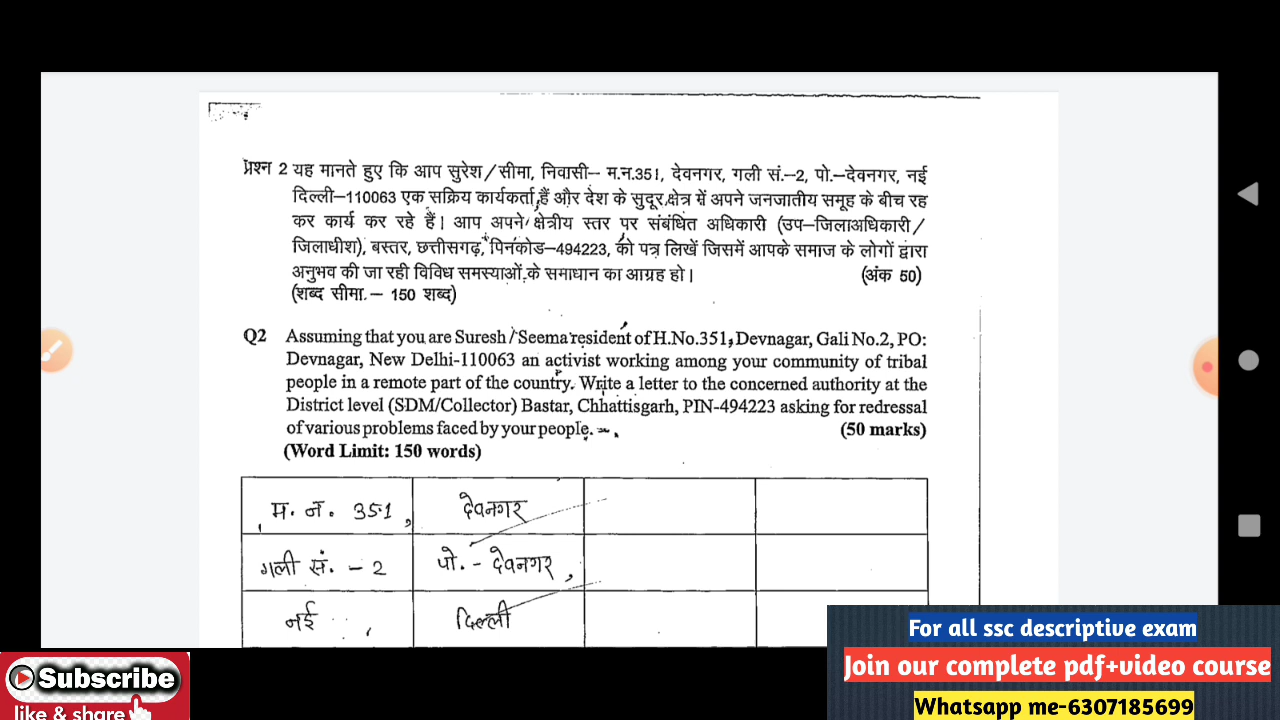 प्रश्न 2 यह मानते हुए कि आप सुरेश/सीमा, निवासी– म.न.351, देवनगर, गली सं.–2, पो.–देवनगर, नई
दिल्ली–110063 एक सक्रिय कार्यकर्ता हैं और देश के सुदूर क्षेत्र में अपने जनजातीय समूह के बीच रह
कर कार्य कर रहे हैं। आप अपने क्षेत्रीय स्तर पर संबंधित अधिकारी (उप–जिलाअधिकारी/
जिलाधीश), बस्तर, छत्तीसगढ़, पिनकोड–494223, को पत्र लिखें जिसमें आपके समाज के लोगों द्वारा
अनुभव की जा रही विविध समस्याओं के समाधान का आग्रह हो। (अंक 50)
(शब्द सीमा.– 150 शब्द)
Q2 Assuming that you are Suresh/Seema resident of H.No.351, Devnagar, Gali No.2, PO:
Devnagar, New Delhi-110063 an activist working among your community of tribal
people in a remote part of the country. Write a letter to the concerned authority at the
District level (SDM/Collector) Bastar, Chhattisgarh, PIN-494223 asking for redressal
of various problems faced by your people. (50 marks)
(Word Limit: 150 words)
म. न. 351, देवनगर
गली सं. - 2 पो. - देवनगर,
नई दिल्ली
For all ssc descriptive exam
Join our complete pdf+video course
Whatsapp me-6307185699
Subscribe
like & share